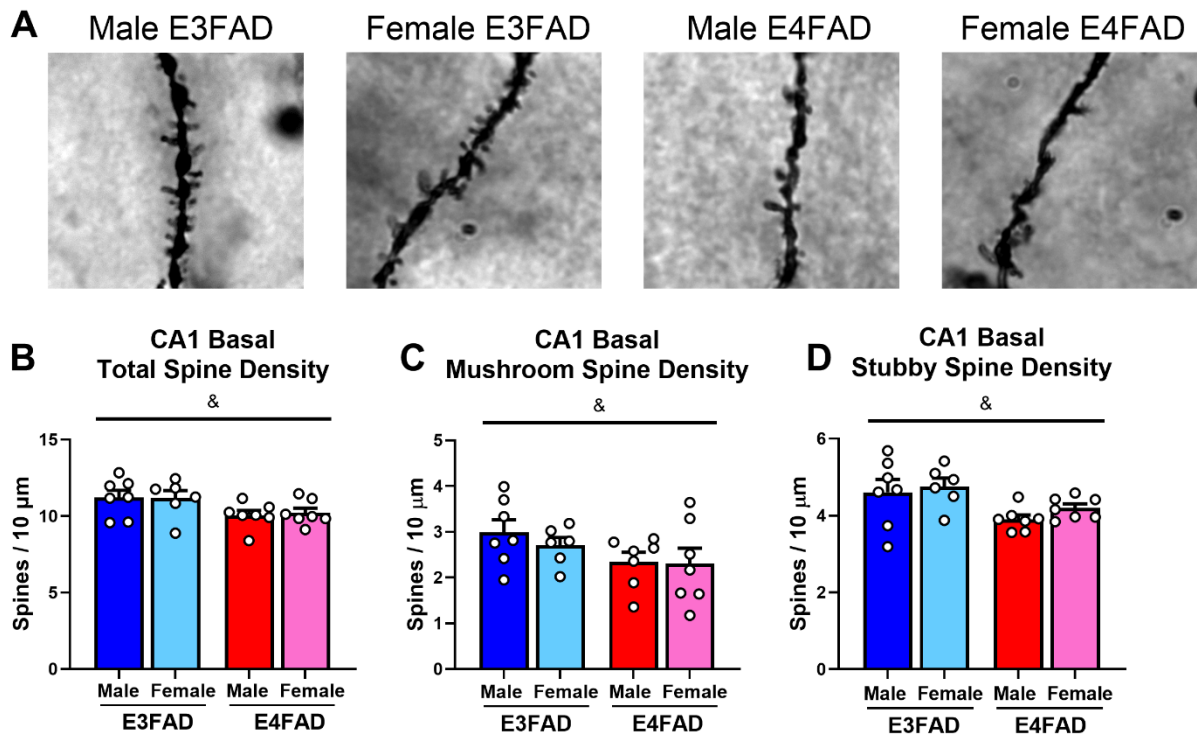 A
Male E3FAD
Female E3FAD
Male E4FAD
Female E4FAD
B
CA1 Basal
Total Spine Density
&
Spines / 10 µm
15
10
5
0
Male
Female
Male
Female
E3FAD
E4FAD
C
CA1 Basal
Mushroom Spine Density
&
Spines / 10 µm
5
4
3
2
1
0
Male
Female
Male
Female
E3FAD
E4FAD
D
CA1 Basal
Stubby Spine Density
&
Spines / 10 µm
6
4
2
0
Male
Female
Male
Female
E3FAD
E4FAD